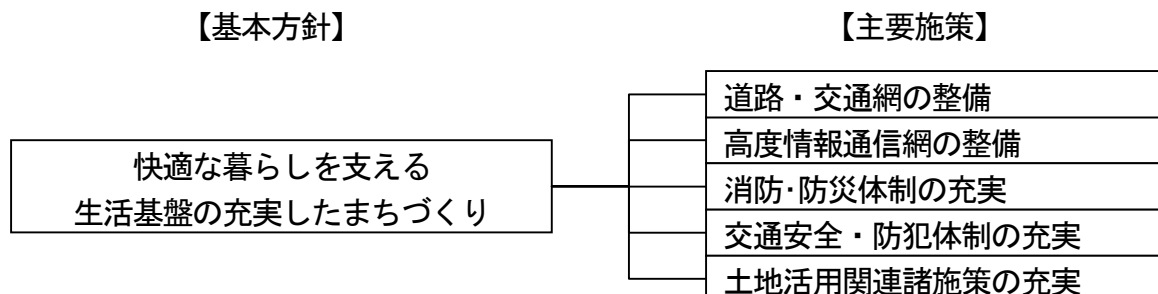 【基本方針】
【主要施策】
快適な暮らしを支える
生活基盤の充実したまちづくり
道路・交通網の整備
高度情報通信網の整備
消防･防災体制の充実
交通安全・防犯体制の充実
土地活用関連諸施策の充実